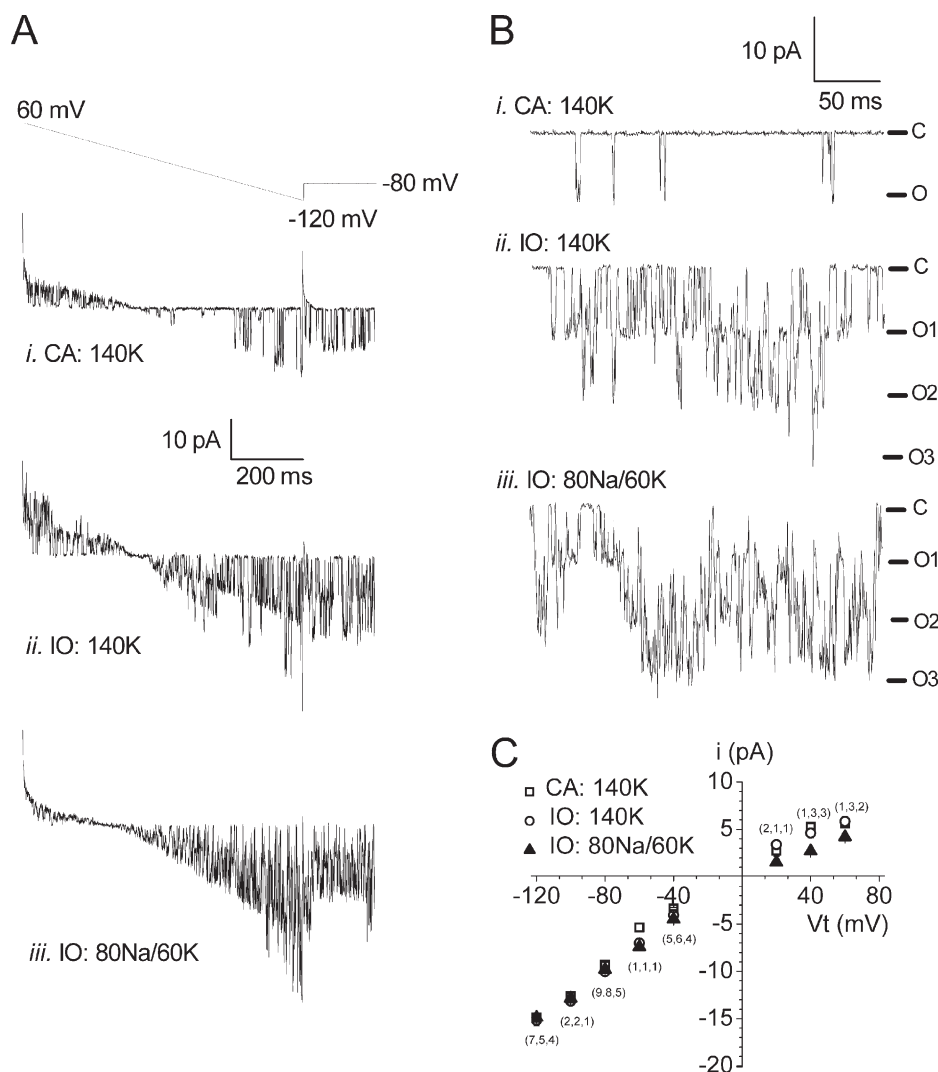 A
60 mV
-80 mV
-120 mV
i. CA: 140K
10 pA
200 ms
ii. IO: 140K
iii. IO: 80Na/60K
B
10 pA
50 ms
i. CA: 140K
C
O
ii. IO: 140K
C
O1
O2
O3
iii. IO: 80Na/60K
C
O1
O2
O3
C
i (pA)
CA: 140K
IO: 140K
IO: 80Na/60K
10
5
-5
-10
-15
-20
-120 -80 -40 40 80
Vt (mV)
(2,1,1)
(1,3,3)
(1,3,2)
(5,6,4)
(1,1,1)
(9.8,5)
(2,2,1)
(7,5,4)